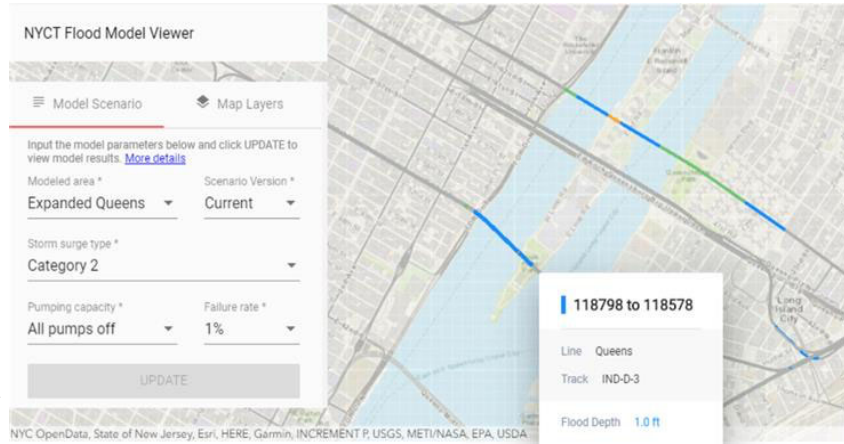 NYCT Flood Model Viewer
Model Scenario
Map Layers
Input the model parameters below and click UPDATE to
view model results. More details
Modeled area *
Scenario Version *
Expanded Queens
Current
Storm surge type *
Category 2
Pumping capacity *
Failure rate *
All pumps off
1%
UPDATE
118798 to 118578
Line Queens
Track IND-D-3
Flood Depth 1.0 ft
Long
Island
City
NYC OpenData, State of New Jersey, Esri, HERE, Garmin, INCREMENT P, USGS, METI/NASA, EPA, USDA